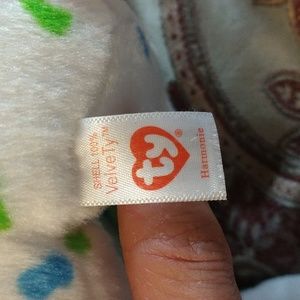 SHELL 100%
VelveTy™
ty®
Harmonie